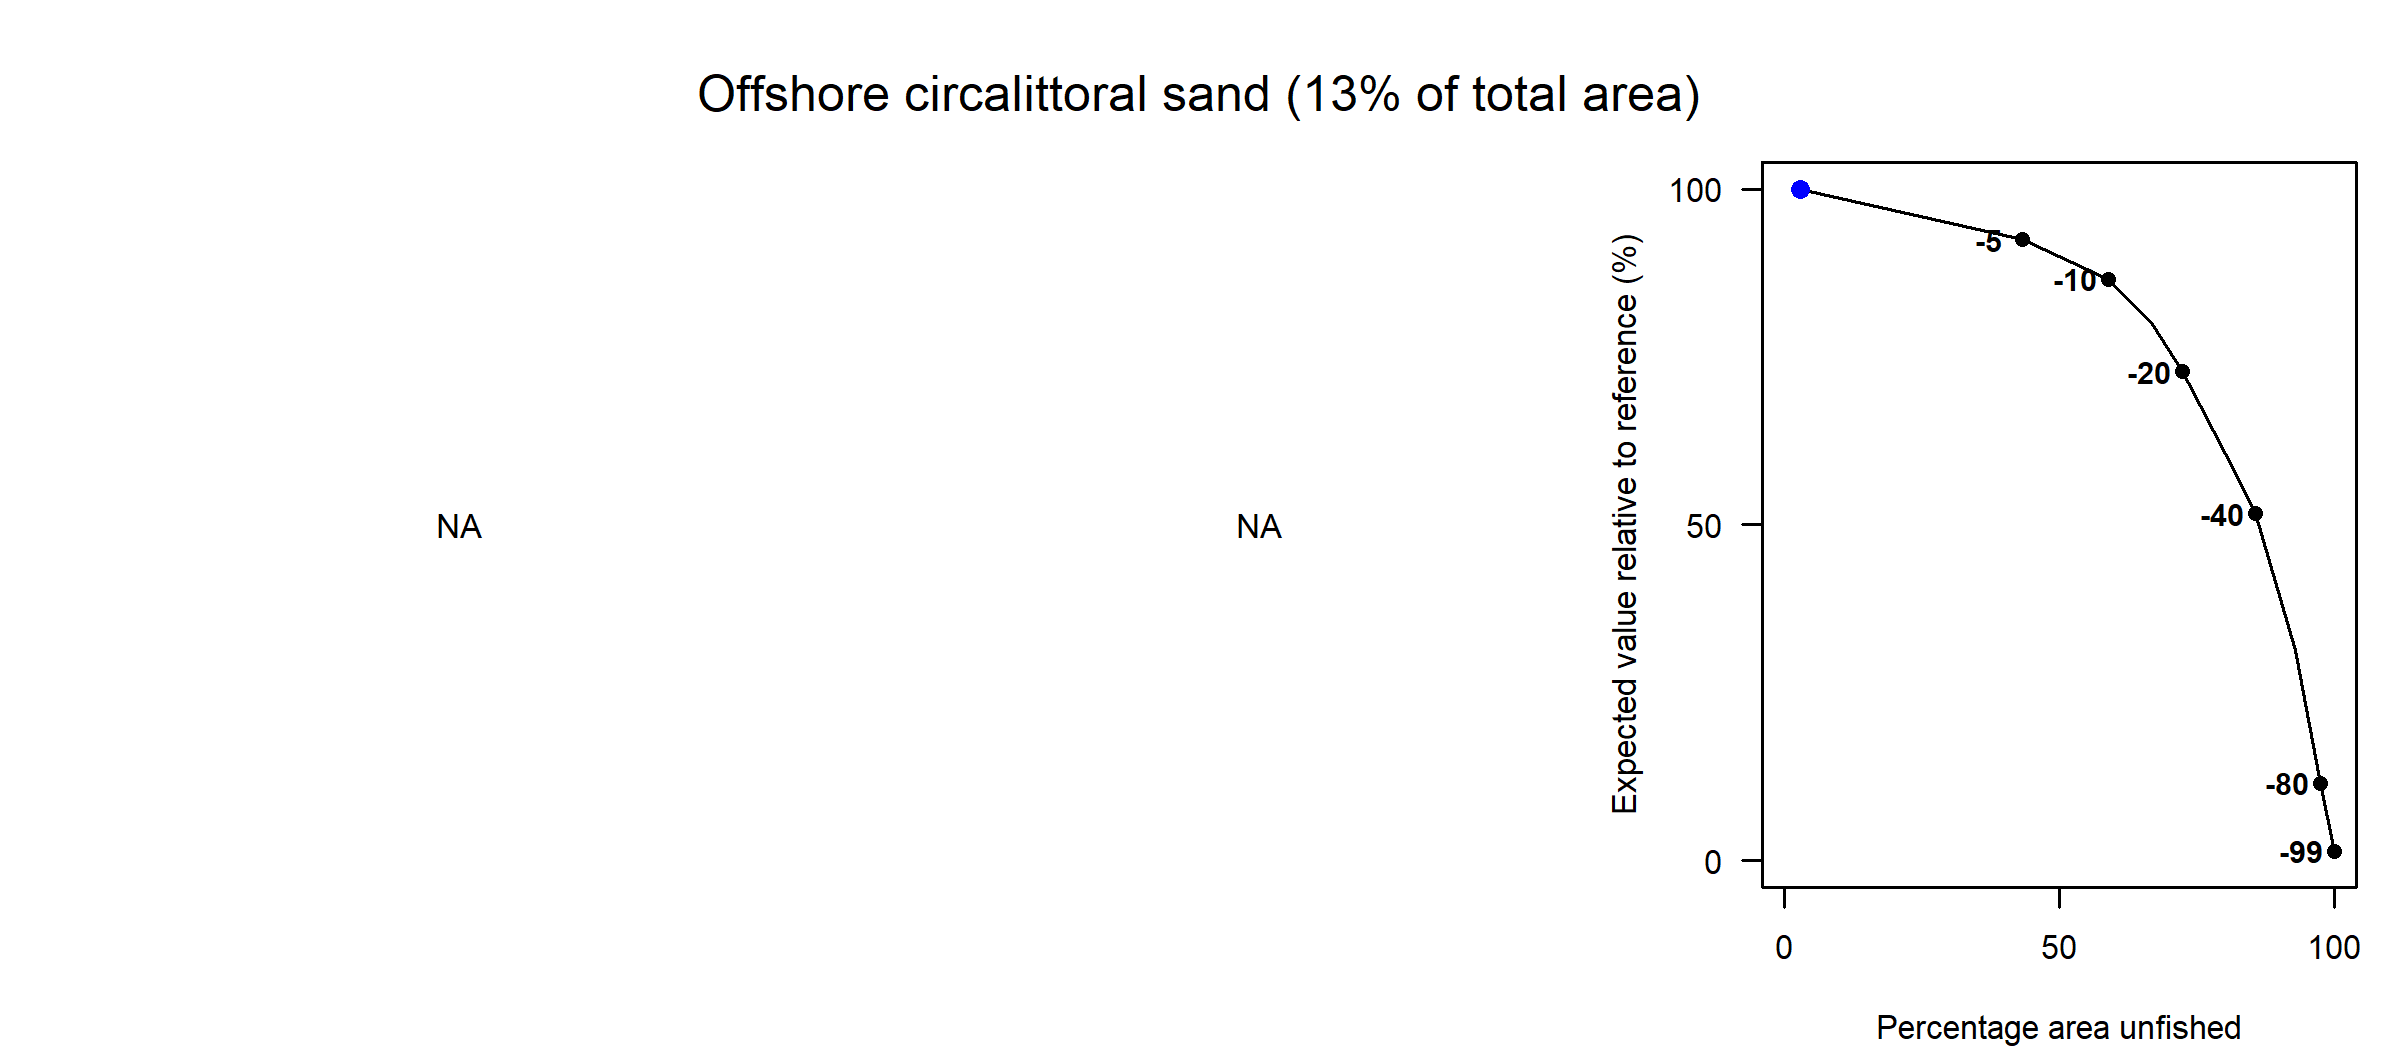 Offshore circalittoral sand (13% of total area)
NA
NA
Expected value relative to reference (%)
100
50
0
-5
-10
-20
-40
-80
-99
0 50 100
Percentage area unfished